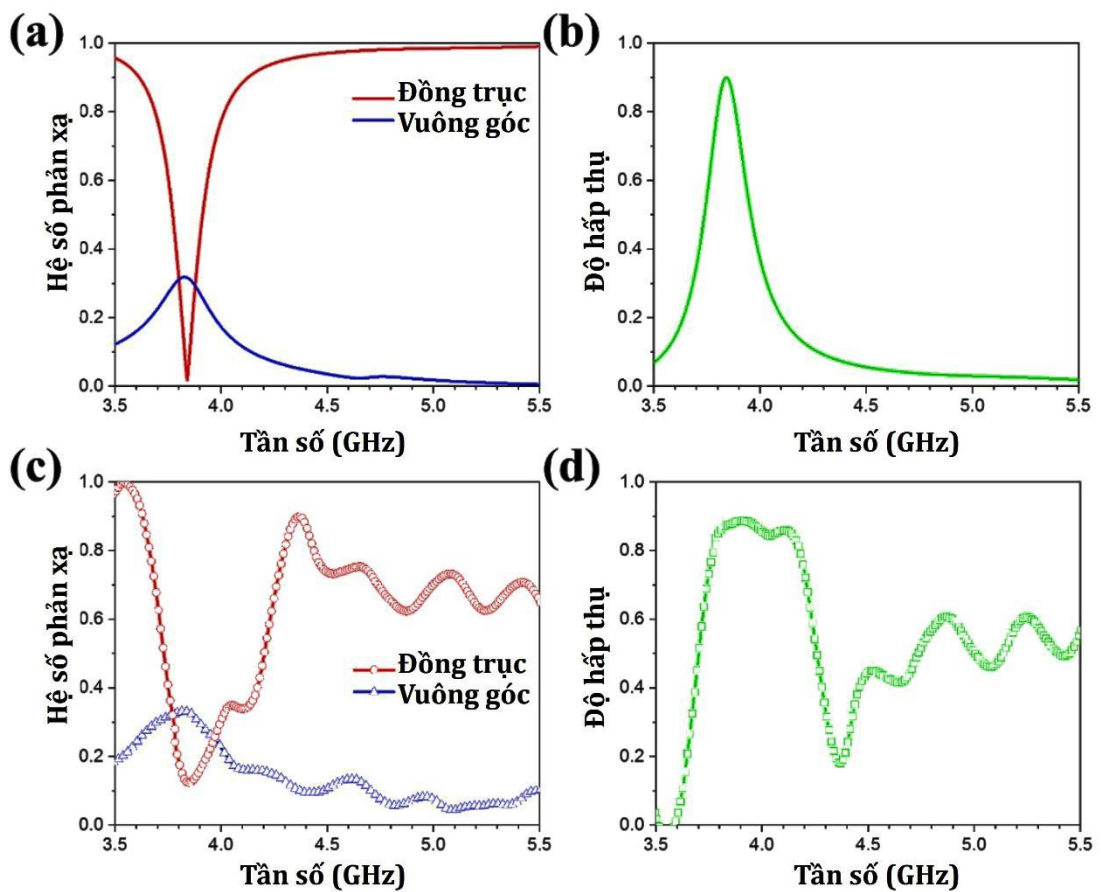 (a)
Hệ số phản xạ
1.0
0.8
0.6
0.4
0.2
0.0
3.5 4.0 4.5 5.0 5.5
Tần số (GHz)
Đồng trục
Vuông góc
(b)
Độ hấp thụ
1.0
0.8
0.6
0.4
0.2
0.0
3.5 4.0 4.5 5.0 5.5
Tần số (GHz)
(c)
Hệ số phản xạ
1.0
0.8
0.6
0.4
0.2
0.0
3.5 4.0 4.5 5.0 5.5
Tần số (GHz)
Đồng trục
Vuông góc
(d)
Độ hấp thụ
1.0
0.8
0.6
0.4
0.2
0.0
3.5 4.0 4.5 5.0 5.5
Tần số (GHz)